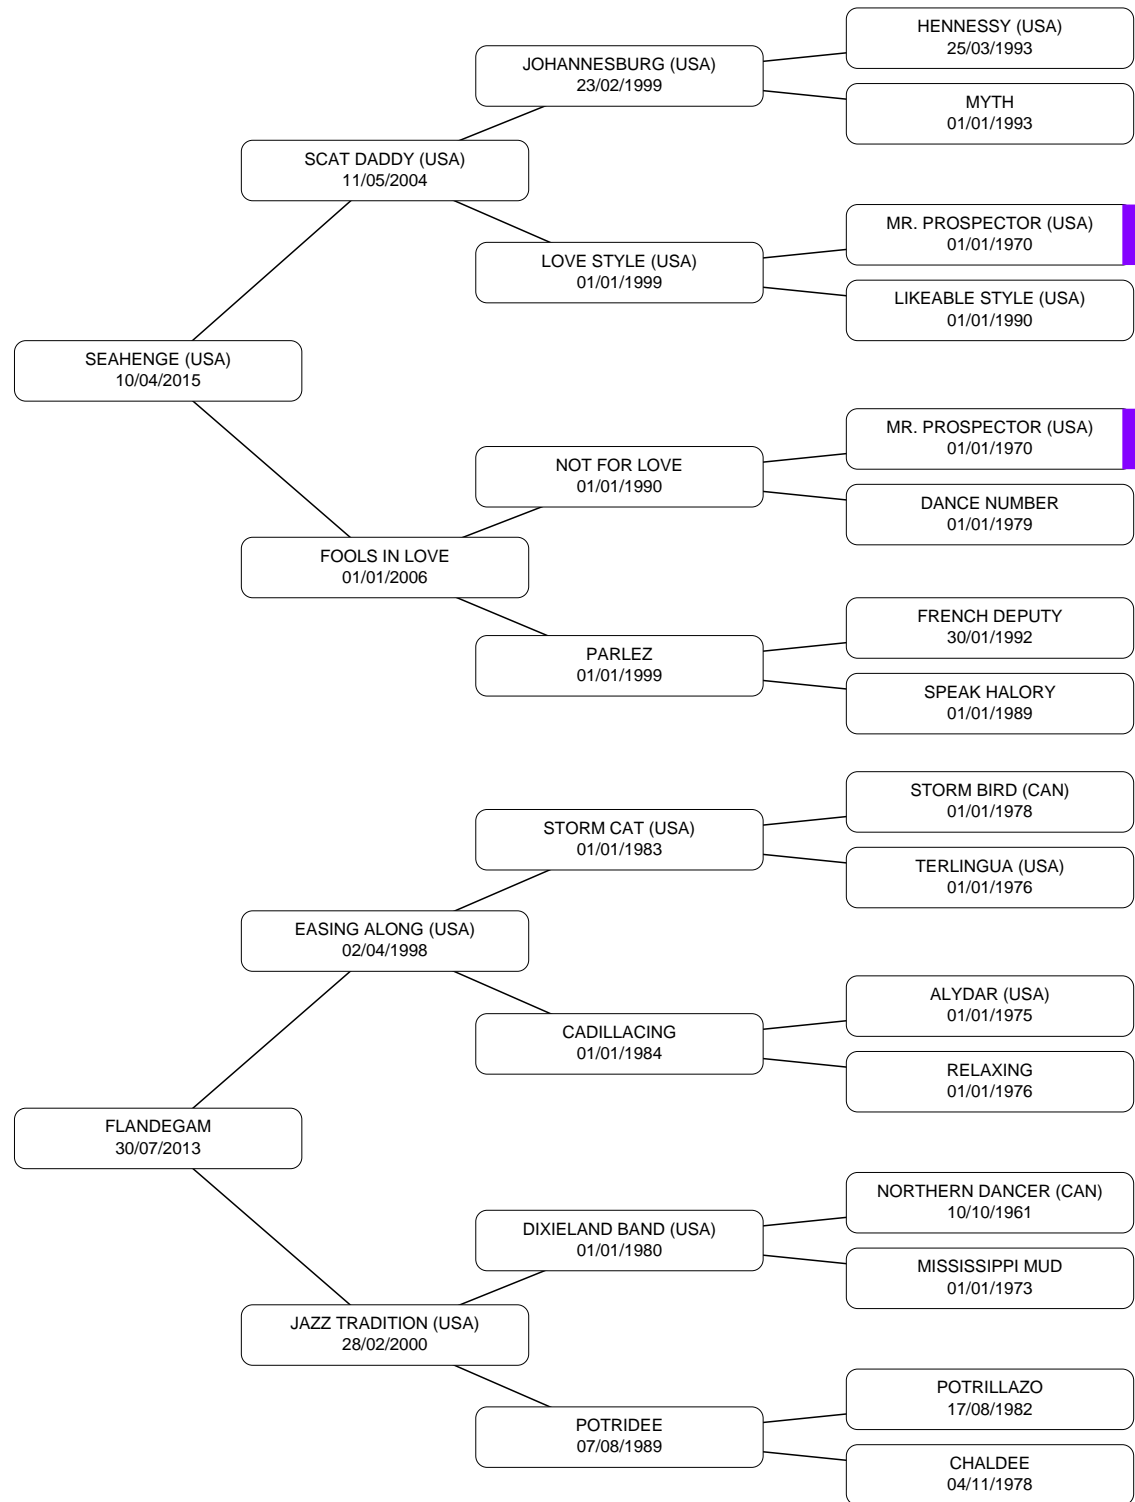 HENNESSY (USA)
25/03/1993
JOHANNESBURG (USA)
23/02/1999
MYTH
01/01/1993
SCAT DADDY (USA)
11/05/2004
MR. PROSPECTOR (USA)
01/01/1970
LOVE STYLE (USA)
01/01/1999
LIKEABLE STYLE (USA)
01/01/1990
SEAHENGE (USA)
10/04/2015
MR. PROSPECTOR (USA)
01/01/1970
NOT FOR LOVE
01/01/1990
DANCE NUMBER
01/01/1979
FOOLS IN LOVE
01/01/2006
FRENCH DEPUTY
30/01/1992
PARLEZ
01/01/1999
SPEAK HALORY
01/01/1989
STORM BIRD (CAN)
01/01/1978
STORM CAT (USA)
01/01/1983
TERLINGUA (USA)
01/01/1976
EASING ALONG (USA)
02/04/1998
ALYDAR (USA)
01/01/1975
CADILLACING
01/01/1984
RELAXING
01/01/1976
FLANDEGAM
30/07/2013
NORTHERN DANCER (CAN)
10/10/1961
DIXIELAND BAND (USA)
01/01/1980
MISSISSIPPI MUD
01/01/1973
JAZZ TRADITION (USA)
28/02/2000
POTRILLAZO
17/08/1982
POTRIDEE
07/08/1989
CHALDEE
04/11/1978